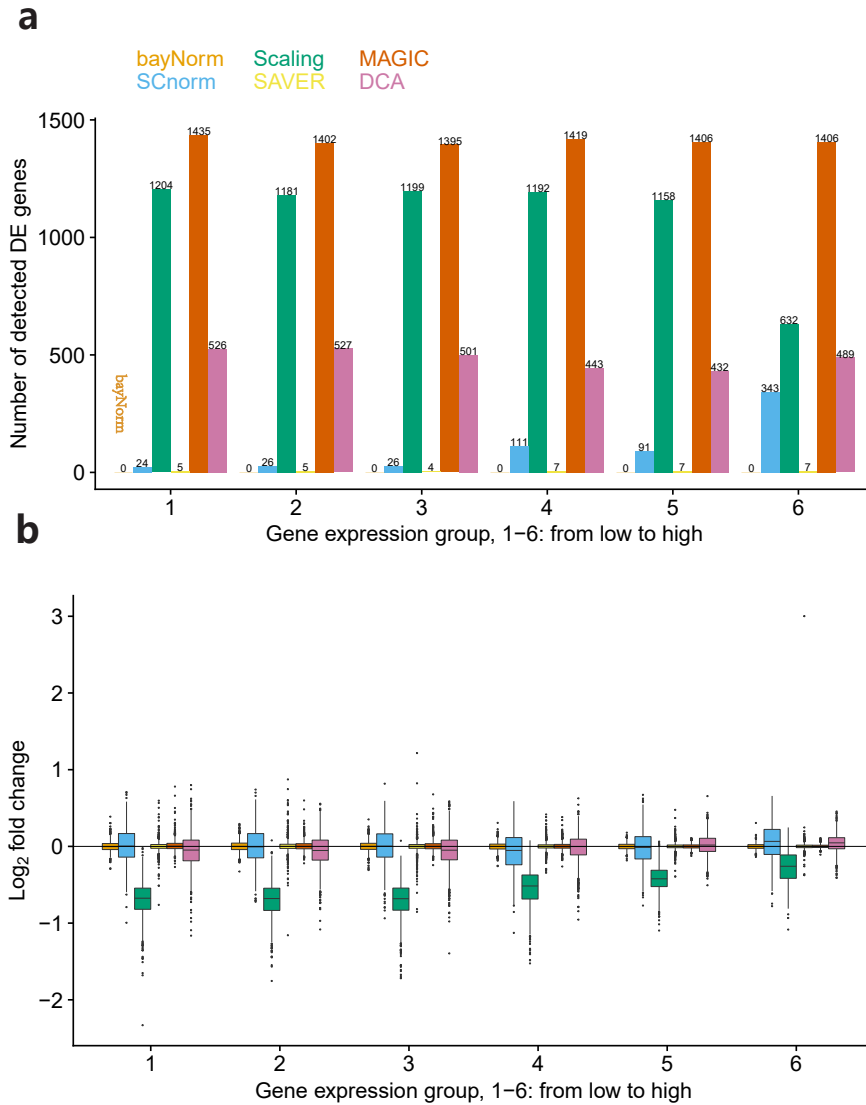 a
bayNorm Scaling MAGIC
SCnorm SAVER DCA
Number of detected DE genes
1500
1000
500
0
bayNorm
0 24 1204 5 1435 526
0 26 1181 5 1402 527
0 26 1199 4 1395 501
0 111 1192 7 1419 443
0 91 1158 7 1406 432
0 343 632 7 1406 489
1 2 3 4 5 6
Gene expression group, 1−6: from low to high
b
Log2 fold change
3
2
1
0
−1
−2
1 2 3 4 5 6
Gene expression group, 1−6: from low to high